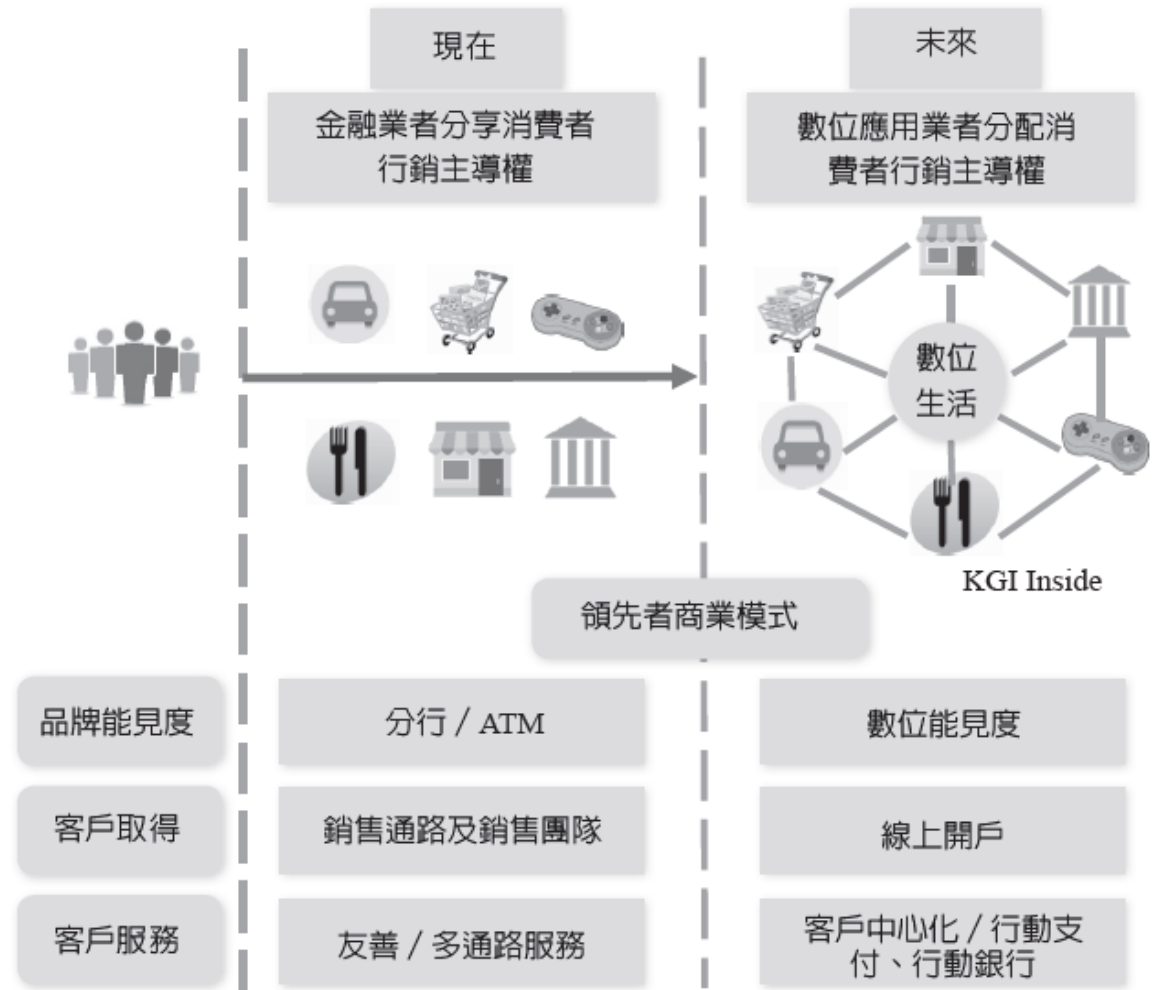 現在
未來
金融業者分享消費者
行銷主導權
數位應用業者分配消
費者行銷主導權
數位
生活
KGI Inside
領先者商業模式
品牌能見度
分行 / ATM
數位能見度
客戶取得
銷售通路及銷售團隊
線上開戶
客戶服務
友善 / 多通路服務
客戶中心化 / 行動支
付、行動銀行